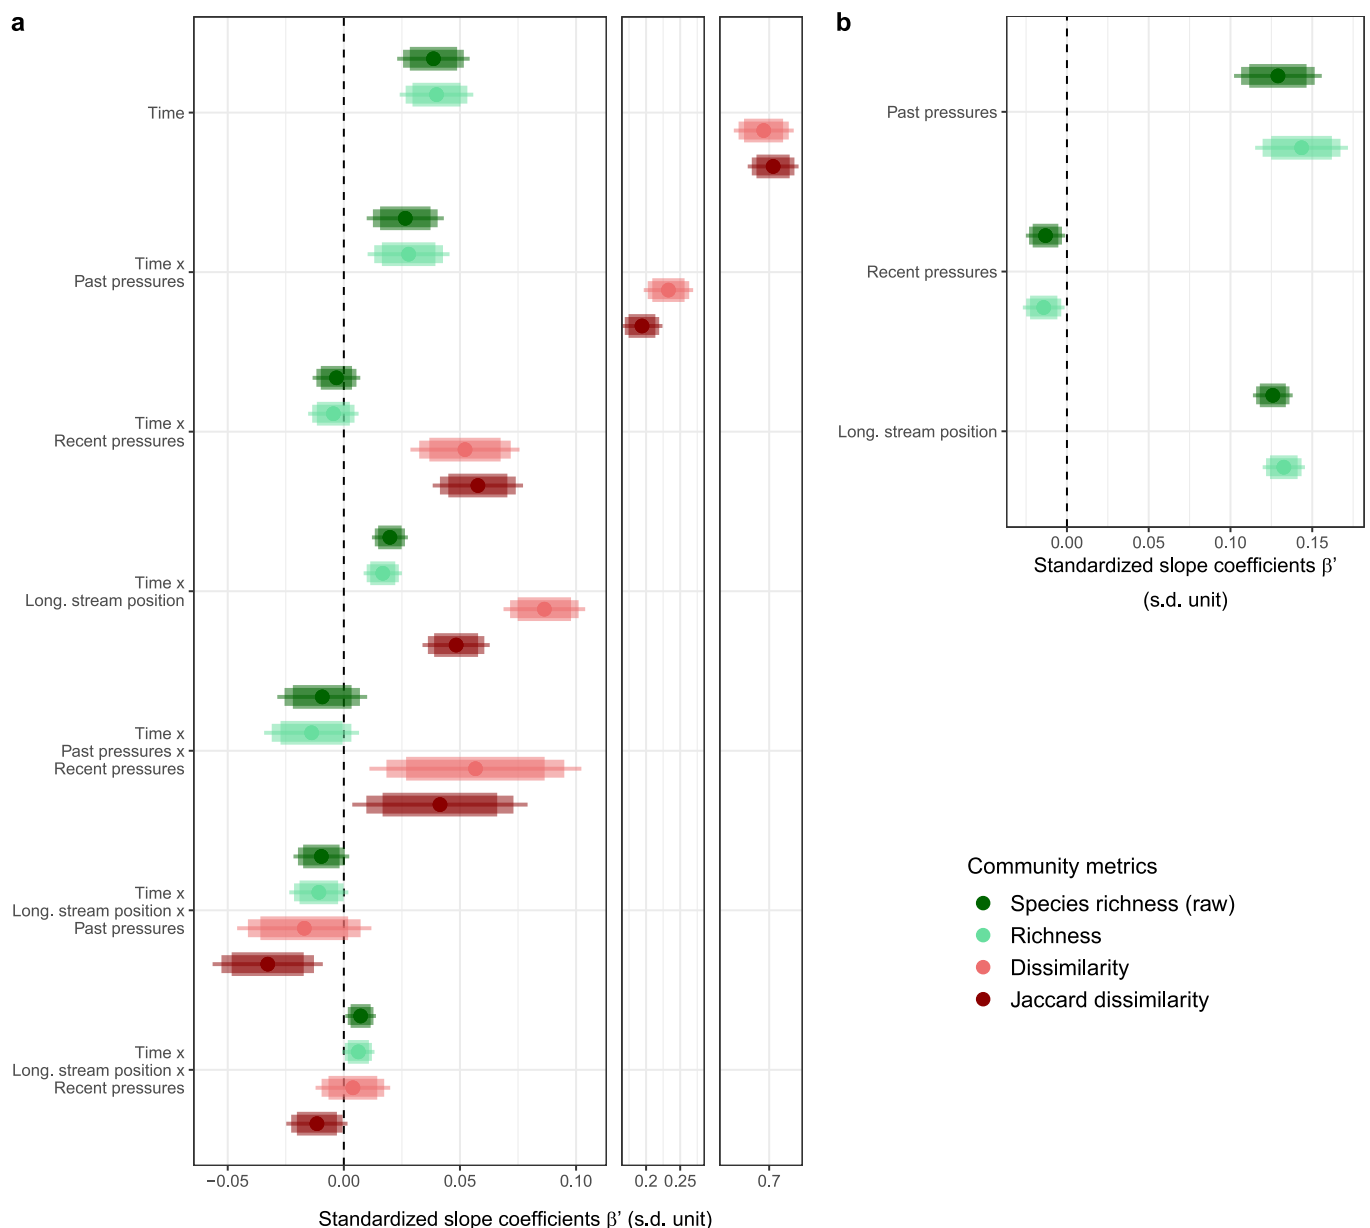 a
Time
Time x
Past pressures
Time x
Recent pressures
Time x
Long. stream position
Time x
Past pressures x
Recent pressures
Time x
Long. stream position x
Past pressures
Time x
Long. stream position x
Recent pressures
−0.05 0.00 0.05 0.10 0.2 0.25 0.7
Standardized slope coefficients β’ (s.d. unit)
b
Past pressures
Recent pressures
Long. stream position
0.00 0.05 0.10 0.15
Standardized slope coefficients β’
(s.d. unit)
Community metrics
Species richness (raw)
Richness
Dissimilarity
Jaccard dissimilarity